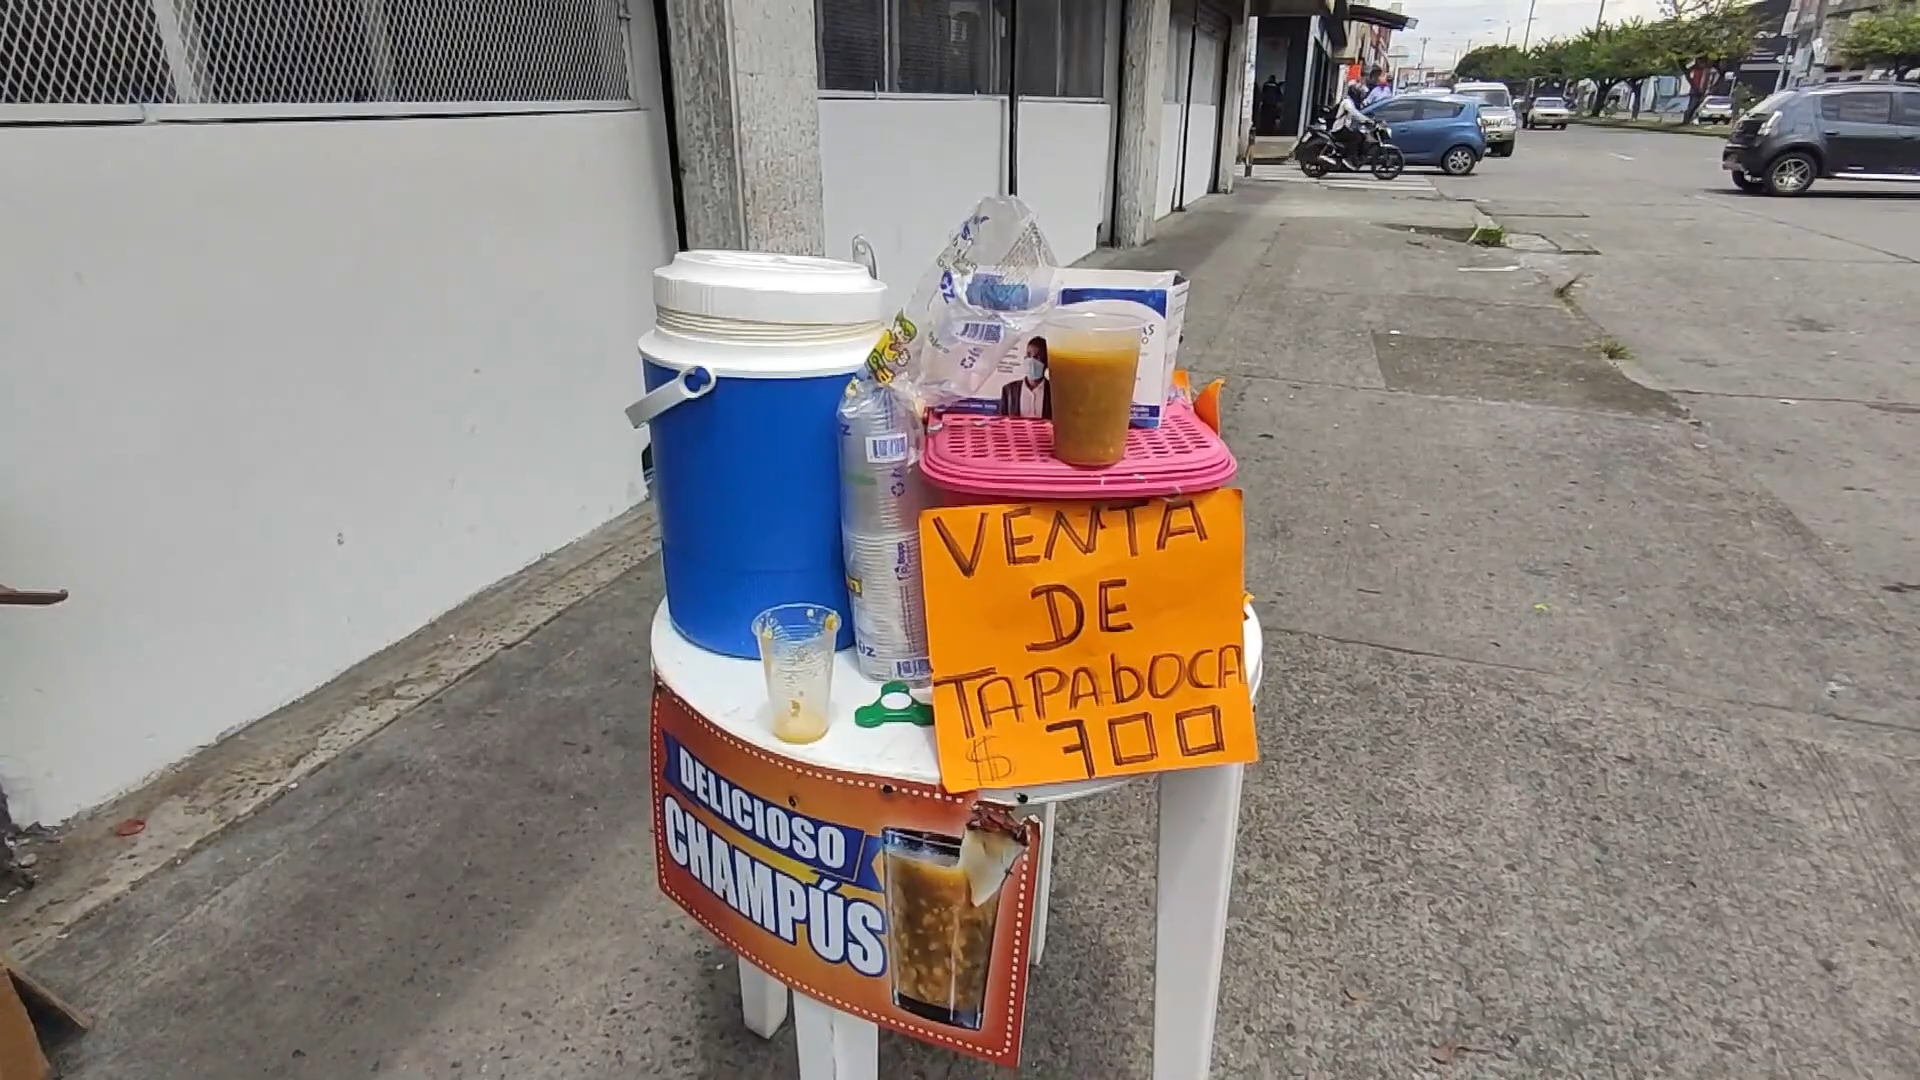 VENTA
DE
TAPAbOCA
$ 700
DELICIOSO
CHAMPÚS